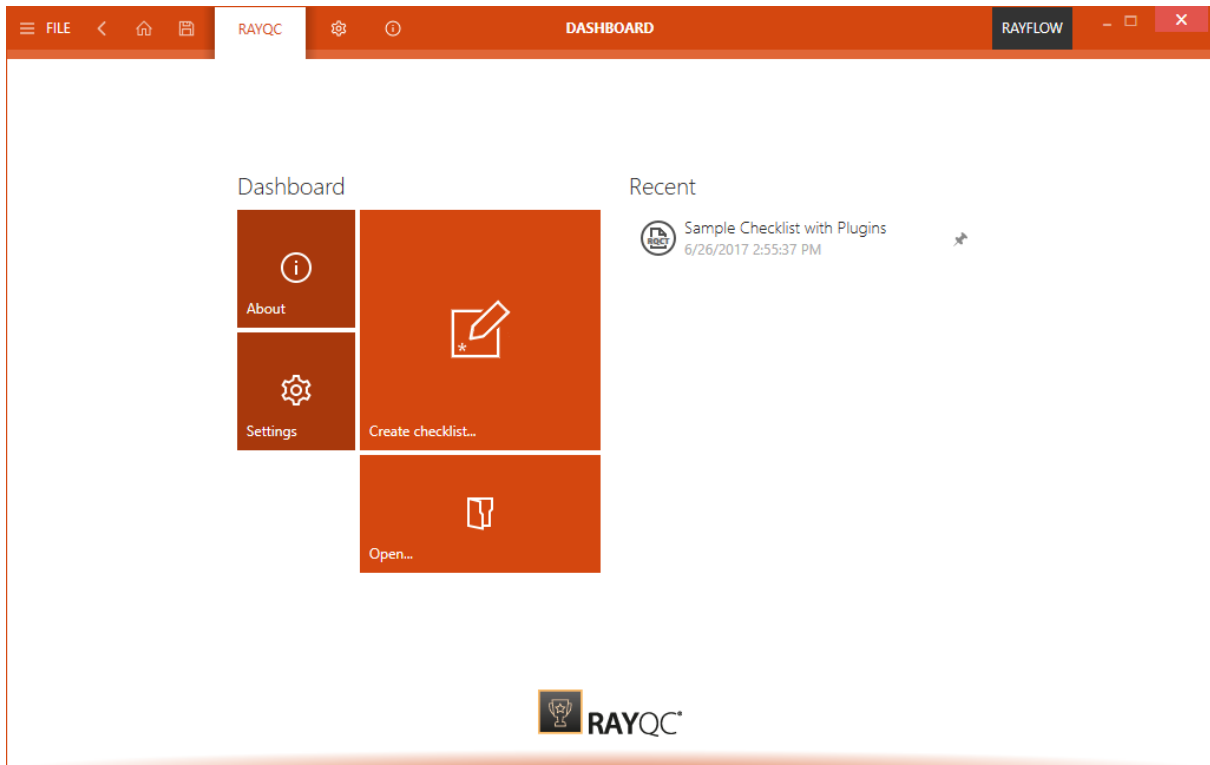 FILE
RAYQC
DASHBOARD
RAYFLOW
Dashboard
About
Settings
Create checklist...
Open...
Recent
RQCT
Sample Checklist with Plugins
6/26/2017 2:55:37 PM
RAYQC